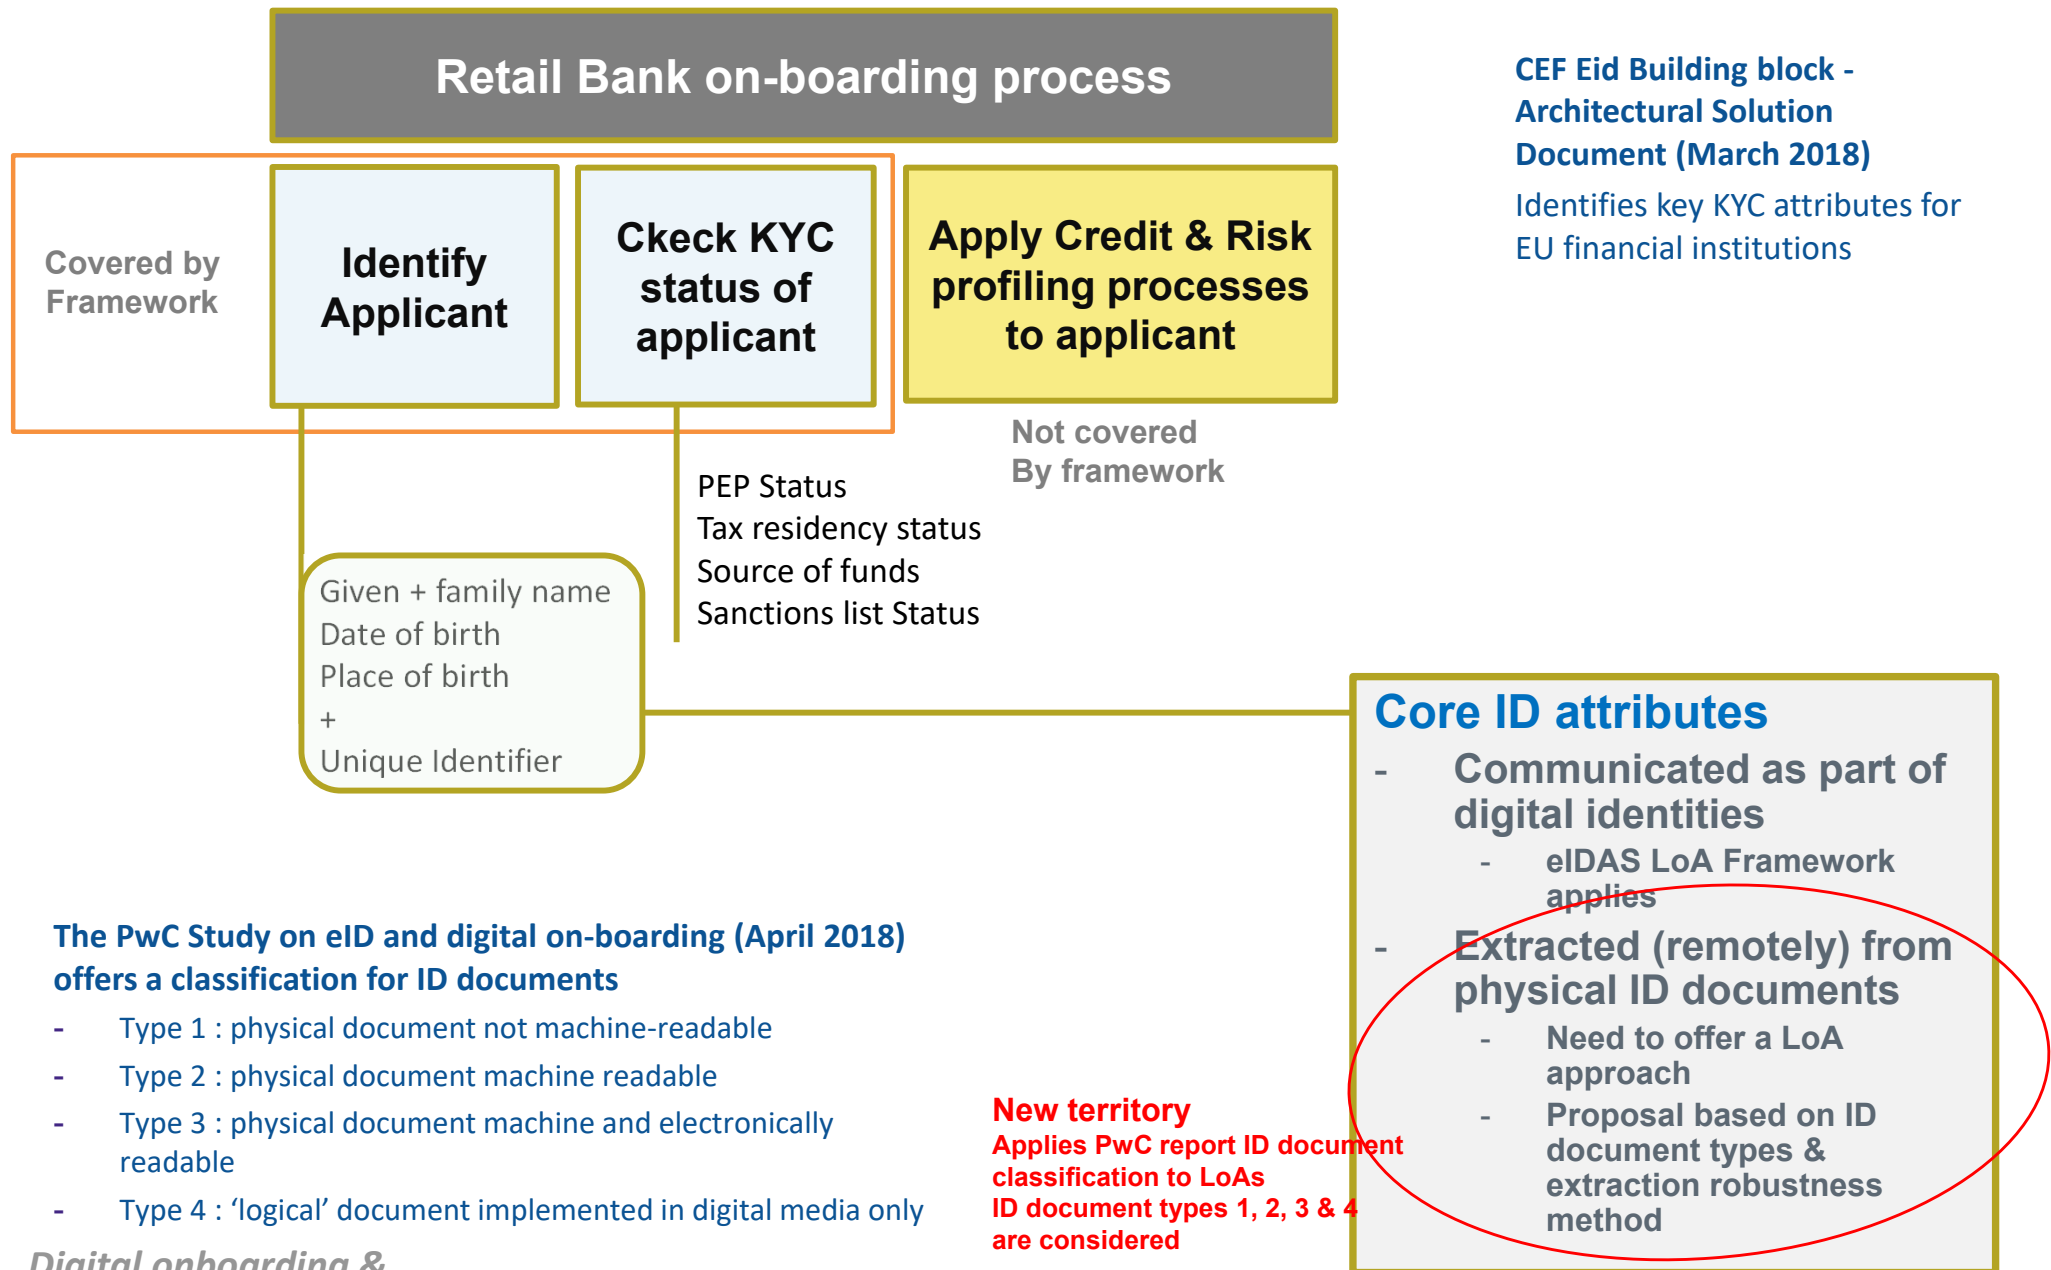 Retail Bank on-boarding process
CEF Eid Building block -
Architectural Solution
Document (March 2018)
Identifies key KYC attributes for
EU financial institutions
Covered by
Framework
Identify
Applicant
Ckeck KYC
status of
applicant
Apply Credit & Risk
profiling processes
to applicant
Not covered
By framework
PEP Status
Tax residency status
Source of funds
Sanctions list Status
Given + family name
Date of birth
Place of birth
+
Unique Identifier
Core ID attributes
- Communicated as part of
digital identities
- eIDAS LoA Framework
applies
- Extracted (remotely) from
physical ID documents
- Need to offer a LoA
approach
- Proposal based on ID
document types &
extraction robustness
method
The PwC Study on eID and digital on-boarding (April 2018)
offers a classification for ID documents
- Type 1 : physical document not machine-readable
- Type 2 : physical document machine readable
- Type 3 : physical document machine and electronically
readable
- Type 4 : ‘logical’ document implemented in digital media only
New territory
Applies PwC report ID document
classification to LoAs
ID document types 1, 2, 3 & 4
are considered
Digital onboarding &